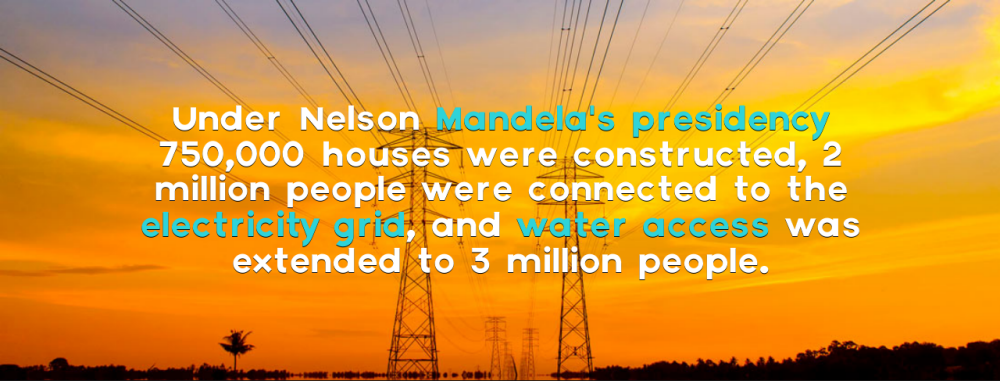 Under Nelson Mandela's presidency
750,000 houses were constructed, 2
million people were connected to the
electricity grid, and water access was
extended to 3 million people.